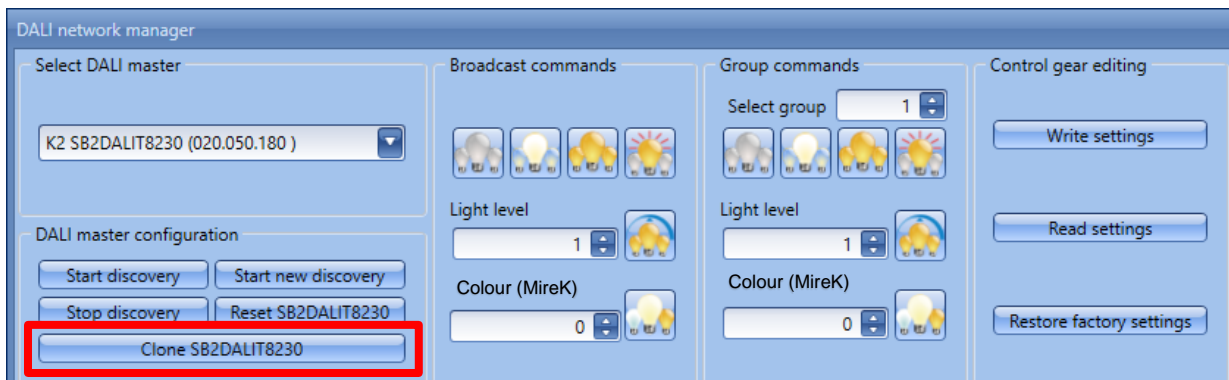 DALI network manager
Select DALI master
K2 SB2DALIT8230 (020.050.180 )
DALI master configuration
Start discovery
Start new discovery
Stop discovery
Reset SB2DALIT8230
Clone SB2DALIT8230
Broadcast commands
Light level
1
Colour (MireK)
0
Group commands
Select group
1
Light level
1
Colour (MireK)
0
Control gear editing
Write settings
Read settings
Restore factory settings